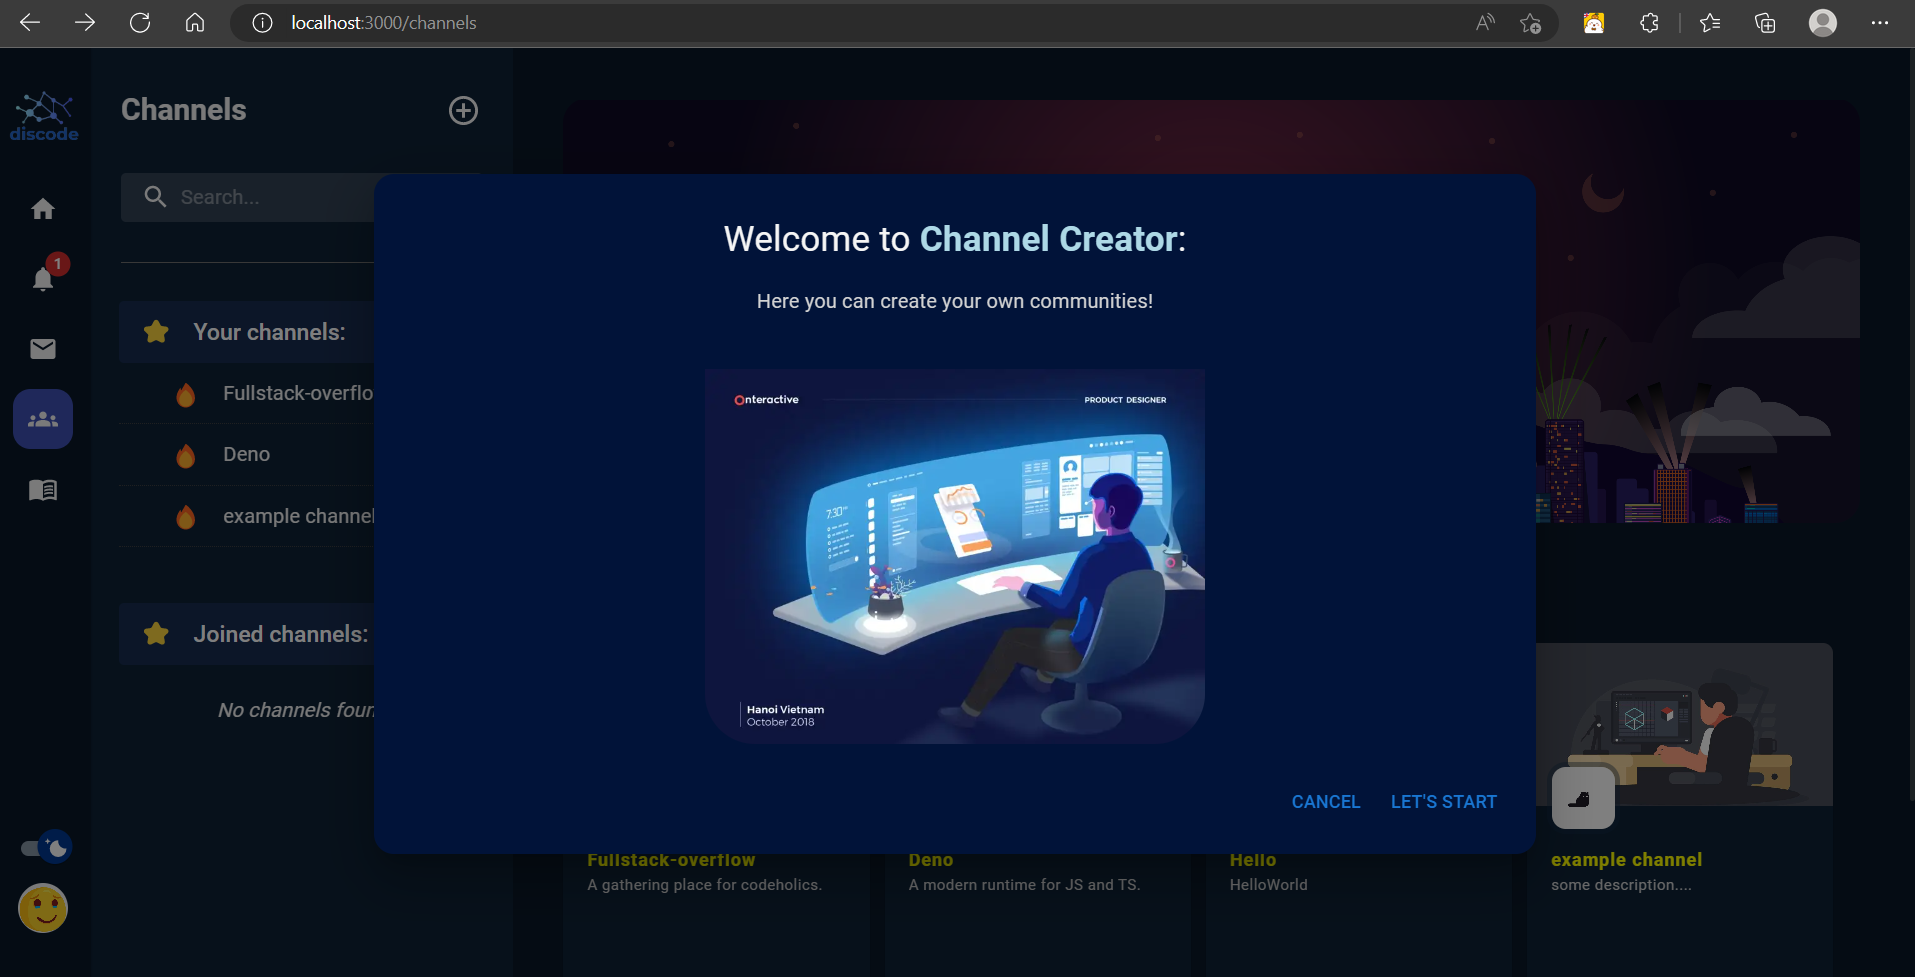 localhost:3000/channels
discode
Channels
Search...
1
Your channels:
Fullstack-overflo
Deno
example channel
Joined channels:
No channels foun
Welcome to Channel Creator:
Here you can create your own communities!
Onteractive
PRODUCT DESIGNER
7:30
Hanoi Vietnam
October 2018
CANCEL
LET'S START
Fullstack-overflow
A gathering place for codeholics.
Deno
A modern runtime for JS and TS.
Hello
HelloWorld
example channel
some description....